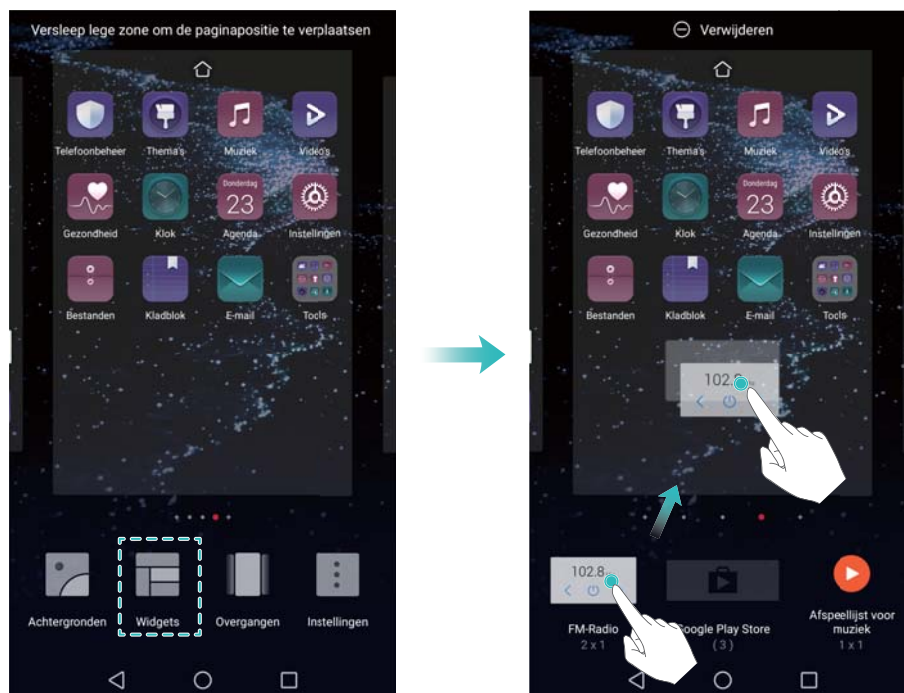 Versleep lege zone om de paginapositie te verplaatsen
Telefoonbeheer Thema's Muziek Video's
Donderdag
23
Gezondheid Klok Agenda Instellingen
Bestanden Kladblok E-mail Tools
Achtergronden Widgets Overgangen Instellingen
Verwijderen
Telefoonbeheer Thema's Muziek Video's
Donderdag
23
Gezondheid Klok Agenda Instellingen
Bestanden Kladblok E-mail Tools
102.8
102.8
FM-Radio
2 x 1
Google Play Store
(3)
Afspeellijst voor
muziek
1 x 1